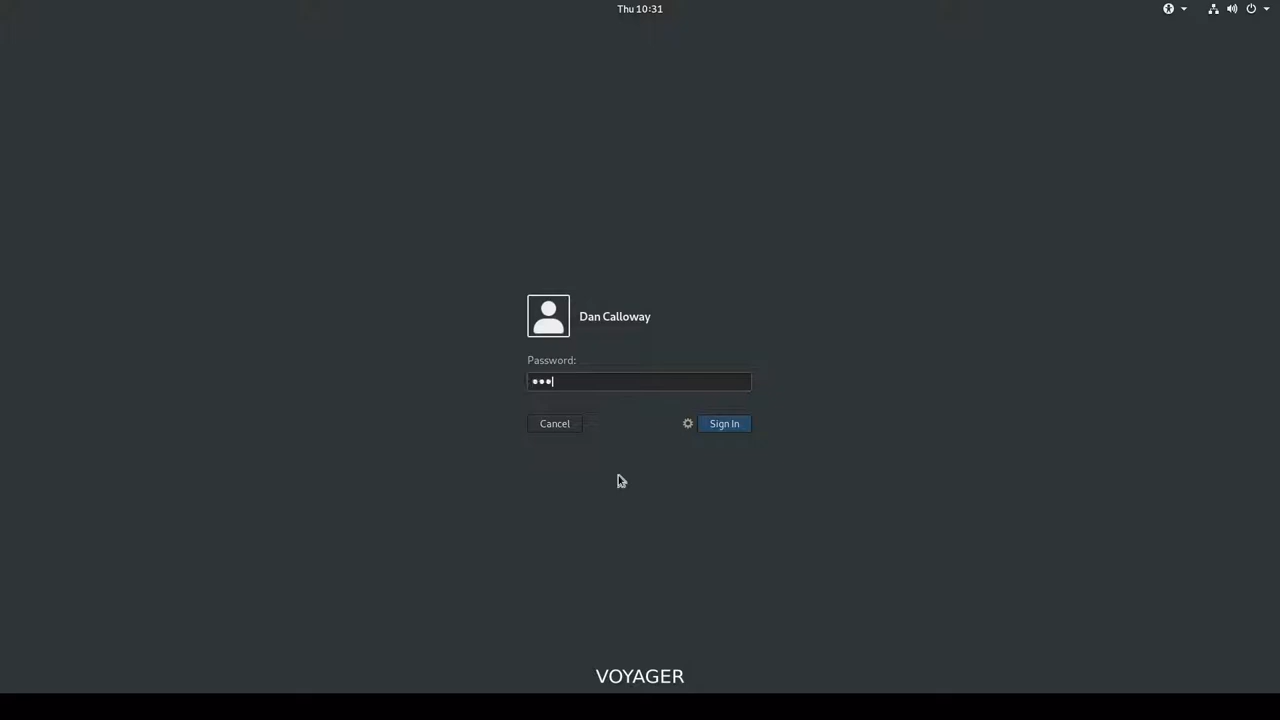 Thu 10:31
Dan Calloway
Password:
•••
Cancel
Sign In
VOYAGER